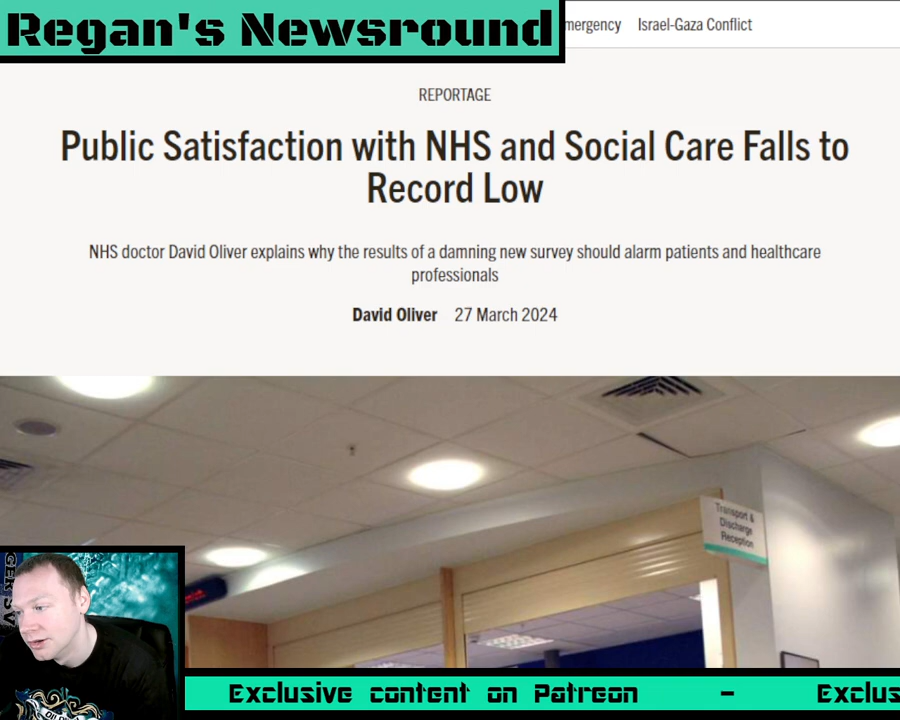 Regan's Newsround
mergency Israel-Gaza Conflict
REPORTAGE
Public Satisfaction with NHS and Social Care Falls to
Record Low
NHS doctor David Oliver explains why the results of a damning new survey should alarm patients and healthcare
professionals
David Oliver 27 March 2024
Transport &
Discharge
Reception
Exclusive content on Patreon - Exclus